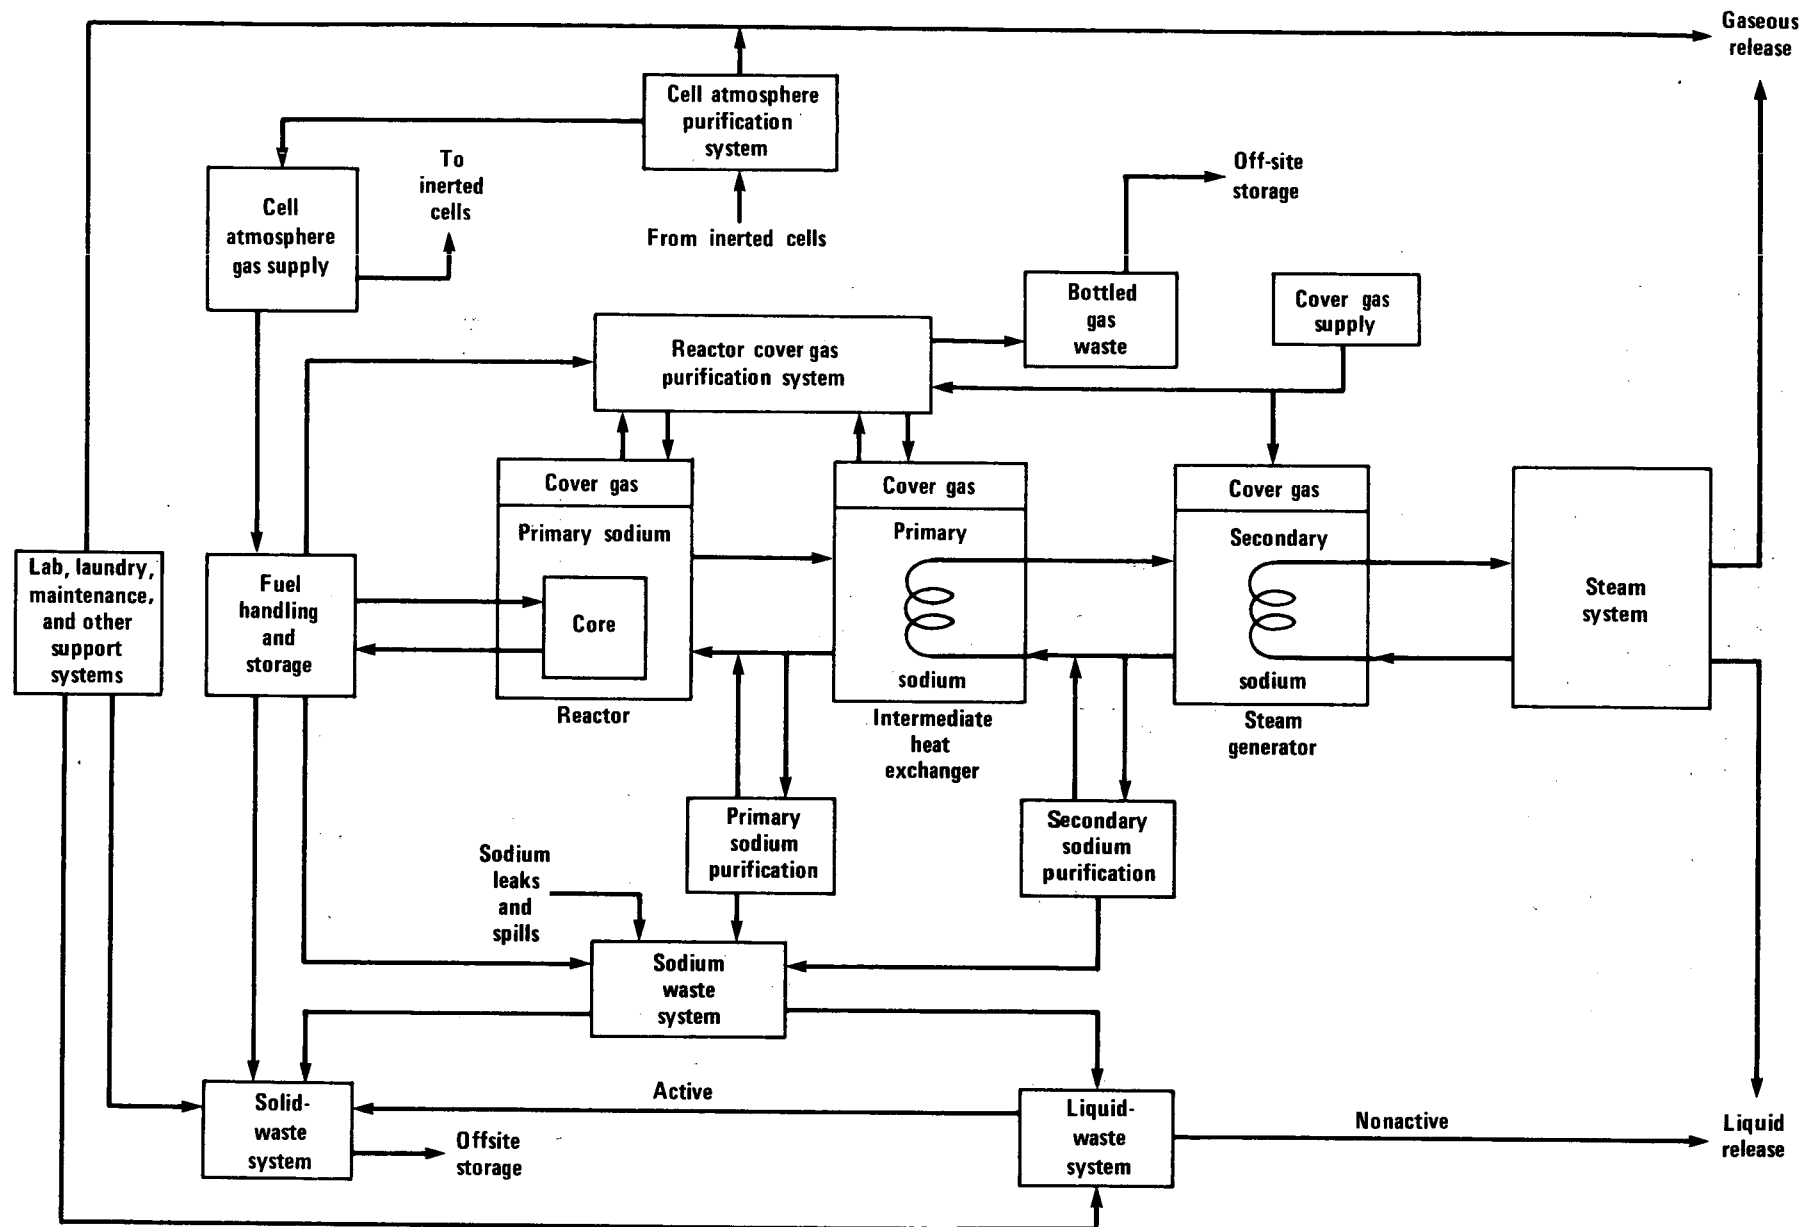 Gaseous
release
Cell atmosphere
purification
system
To
inerted
cells
Off-site
storage
Cell
atmosphere
gas supply
From inerted cells
Bottled
gas
waste
Cover gas
supply
Reactor cover gas
purification system
Cover gas
Cover gas
Cover gas
Primary sodium
Primary
Secondary
Lab, laundry,
maintenance,
and other
support
systems
Fuel
handling
and
storage
Core
Steam
system
sodium
sodium
Reactor
Intermediate
heat
exchanger
Steam
generator
Primary
sodium
purification
Secondary
sodium
purification
Sodium
leaks
and
spills
Sodium
waste
system
Solid-
waste
system
Active
Liquid-
waste
system
Nonactive
Liquid
release
Offsite
storage